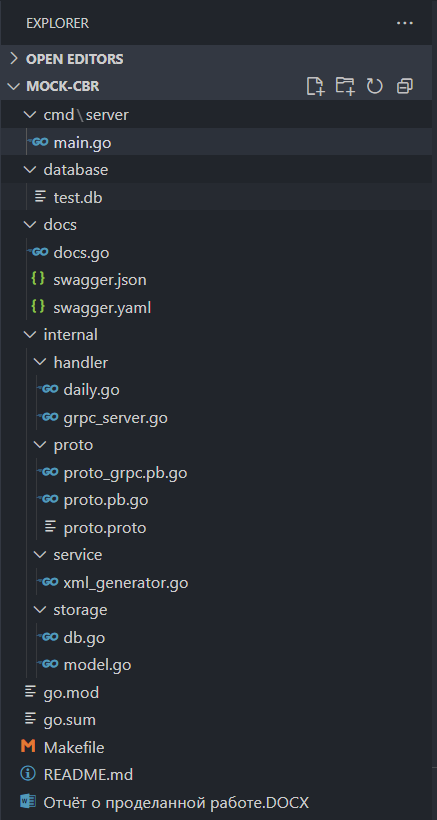 EXPLORER
OPEN EDITORS
MOCK-CBR
cmd\server
main.go
database
test.db
docs
docs.go
swagger.json
swagger.yaml
internal
handler
daily.go
grpc_server.go
proto
proto_grpc.pb.go
proto.pb.go
proto.proto
service
xml_generator.go
storage
db.go
model.go
go.mod
go.sum
Makefile
README.md
Отчёт о проделанной работе.DOCX